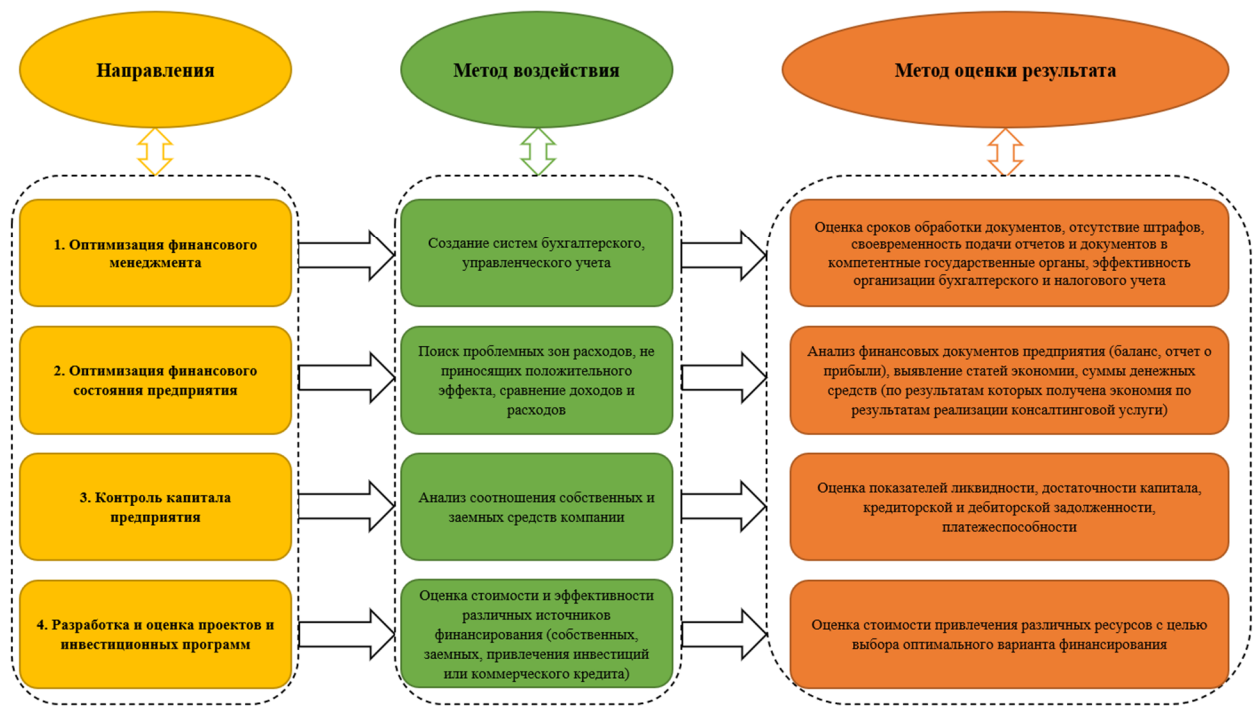 Направления
Метод воздействия
Метод оценки результата
1. Оптимизация финансового
менеджмента
Создание систем бухгалтерского,
управленческого учета
Оценка сроков обработки документов, отсутствие штрафов,
своевременность подачи отчетов и документов в
компетентные государственные органы, эффективность
организации бухгалтерского и налогового учета
2. Оптимизация финансового
состояния предприятия
Поиск проблемных зон расходов, не
приносящих положительного
эффекта, сравнение доходов и
расходов
Анализ финансовых документов предприятия (баланс, отчет о
прибыли), выявление статей экономии, суммы денежных
средств (по результатам которых получена экономия по
результатам реализации консалтинговой услуги)
3. Контроль капитала
предприятия
Анализ соотношения собственных и
заемных средств компании
Оценка показателей ликвидности, достаточности капитала,
кредиторской и дебиторской задолженности,
платежеспособности
4. Разработка и оценка проектов и
инвестиционных программ
Оценка стоимости и эффективности
различных источников
финансирования (собственных,
заемных, привлечения инвестиций
или коммерческого кредита)
Оценка стоимости привлечения различных ресурсов с целью
выбора оптимального варианта финансирования